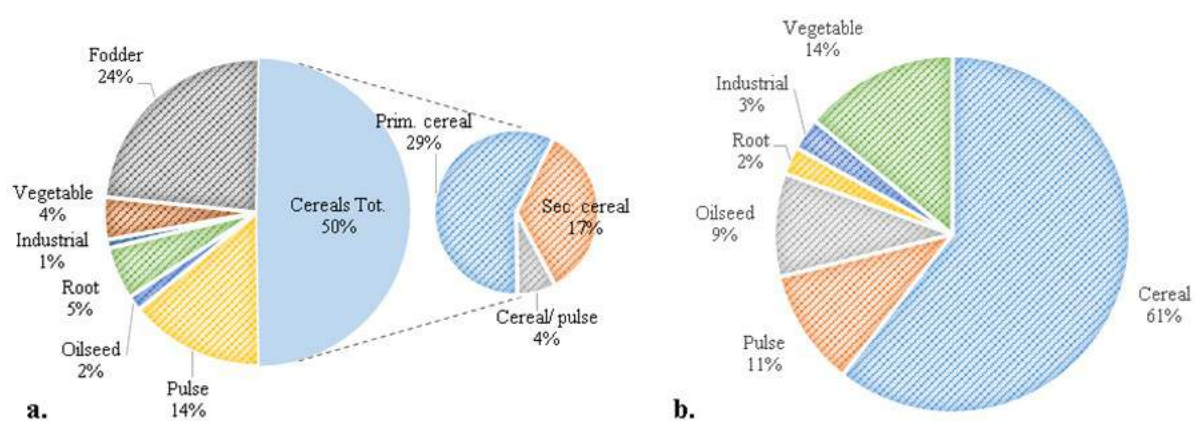 Fodder
24%
Vegetable
4%
Industrial
1%
Root
5%
Oilseed
2%
Pulse
14%
Cereals Tot.
50%
Prim. cereal
29%
Sec. cereal
17%
Cereal/ pulse
4%
a.
Vegetable
14%
Industrial
3%
Root
2%
Oilseed
9%
Pulse
11%
Cereal
61%
b.